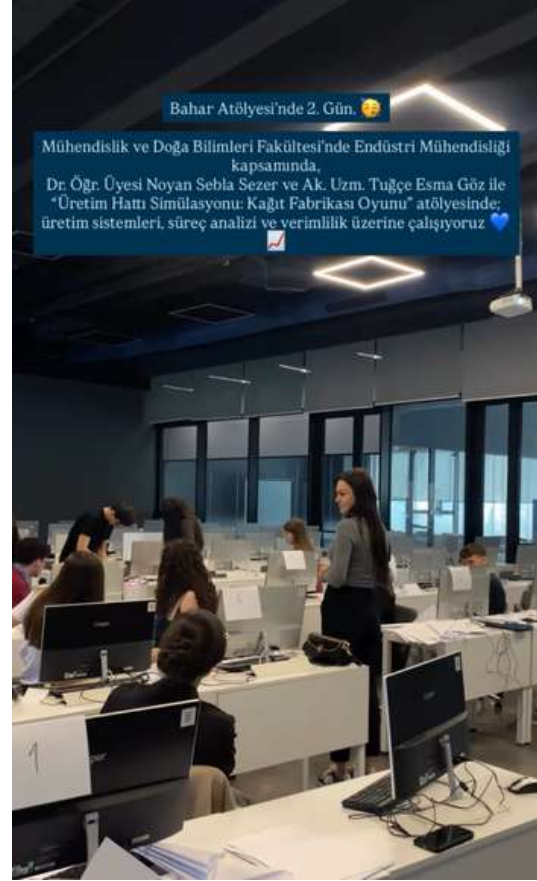 Bahar Atölyesi'nde 2. Gün. 🥳
Mühendislik ve Doğa Bilimleri Fakültesi'nde Endüstri Mühendisliği
kapsamında,
Dr. Öğr. Üyesi Noyan Sebla Sezer ve Ak. Uzm. Tuğçe Esma Göz ile
"Üretim Hattı Simülasyonu: Kağıt Fabrikası Oyunu" atölyesinde;
üretim sistemleri, süreç analizi ve verimlilik üzerine çalışıyoruz 💙
📈
1